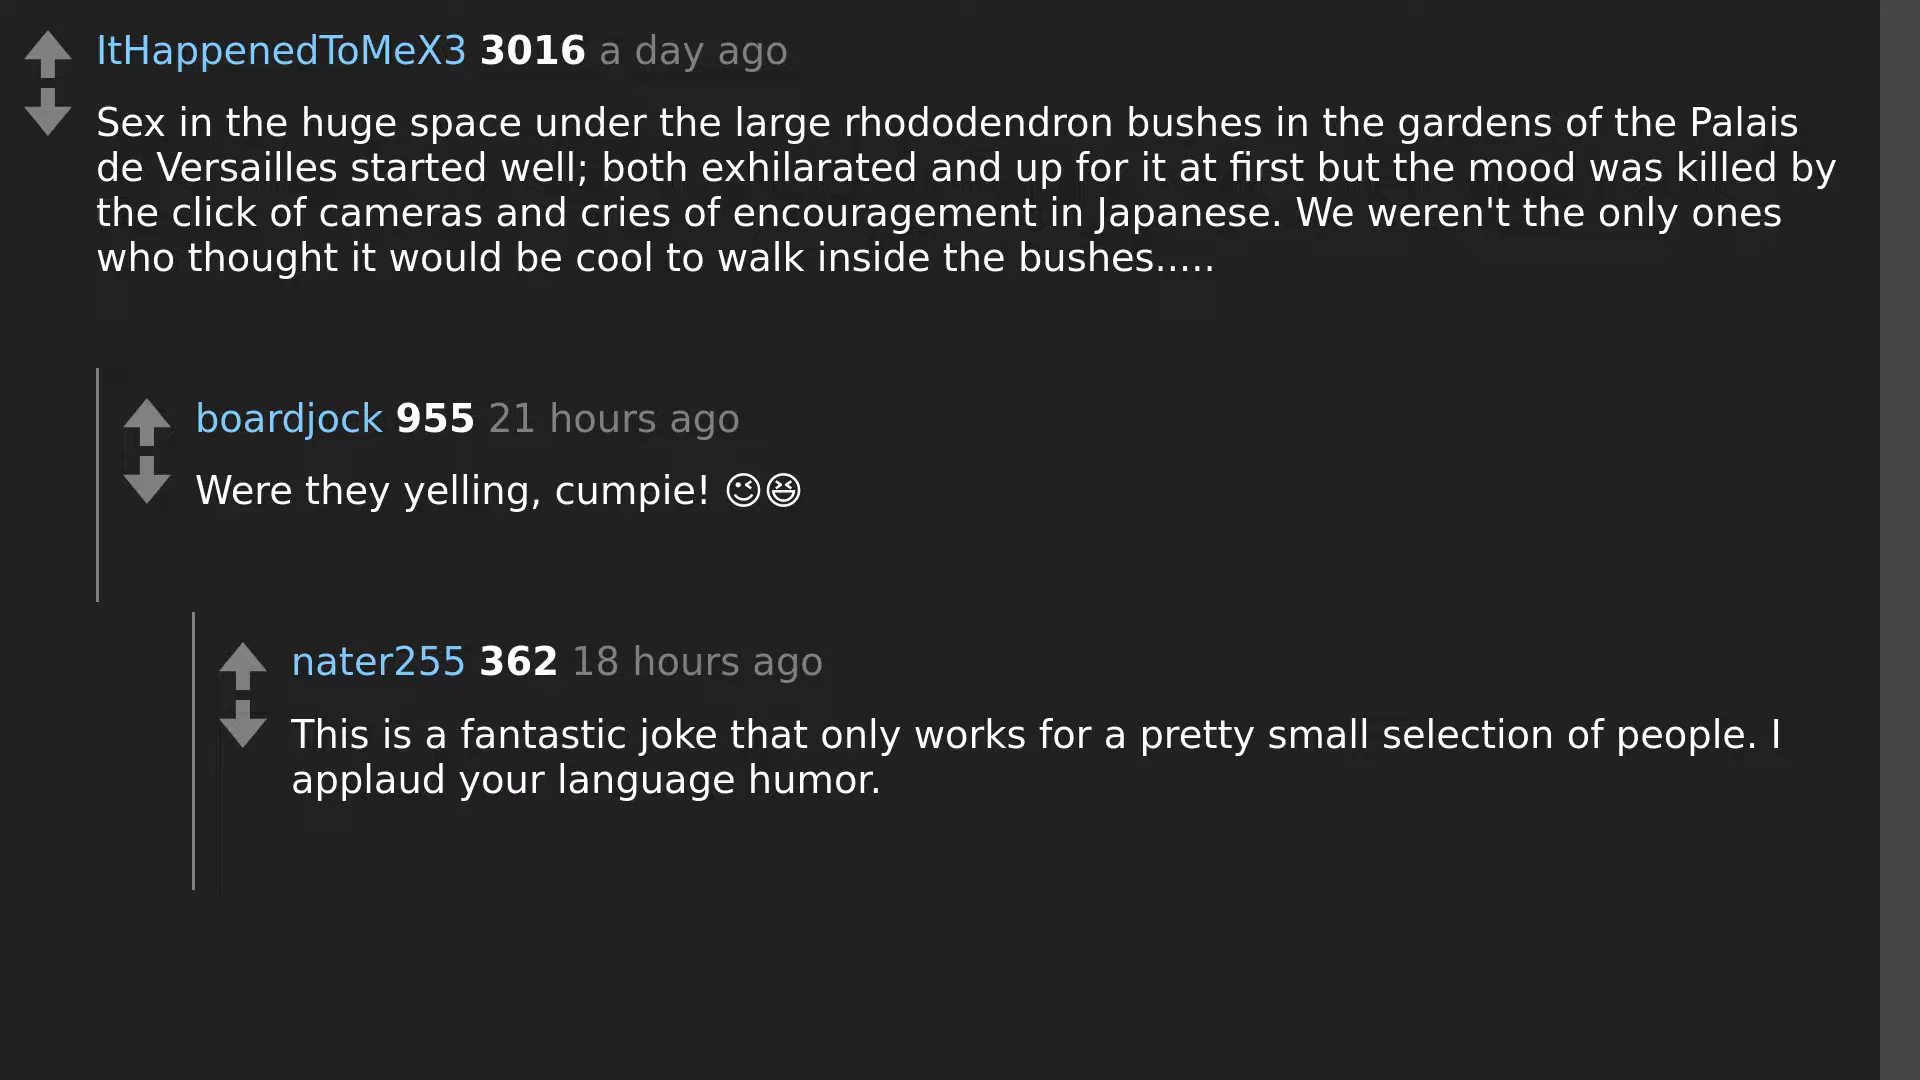 ItHappenedToMeX3 3016 a day ago
Sex in the huge space under the large rhododendron bushes in the gardens of the Palais
de Versailles started well; both exhilarated and up for it at first but the mood was killed by
the click of cameras and cries of encouragement in Japanese. We weren't the only ones
who thought it would be cool to walk inside the bushes.....
boardjock 955 21 hours ago
Were they yelling, cumpie! 😉😆
nater255 362 18 hours ago
This is a fantastic joke that only works for a pretty small selection of people. I
applaud your language humor.